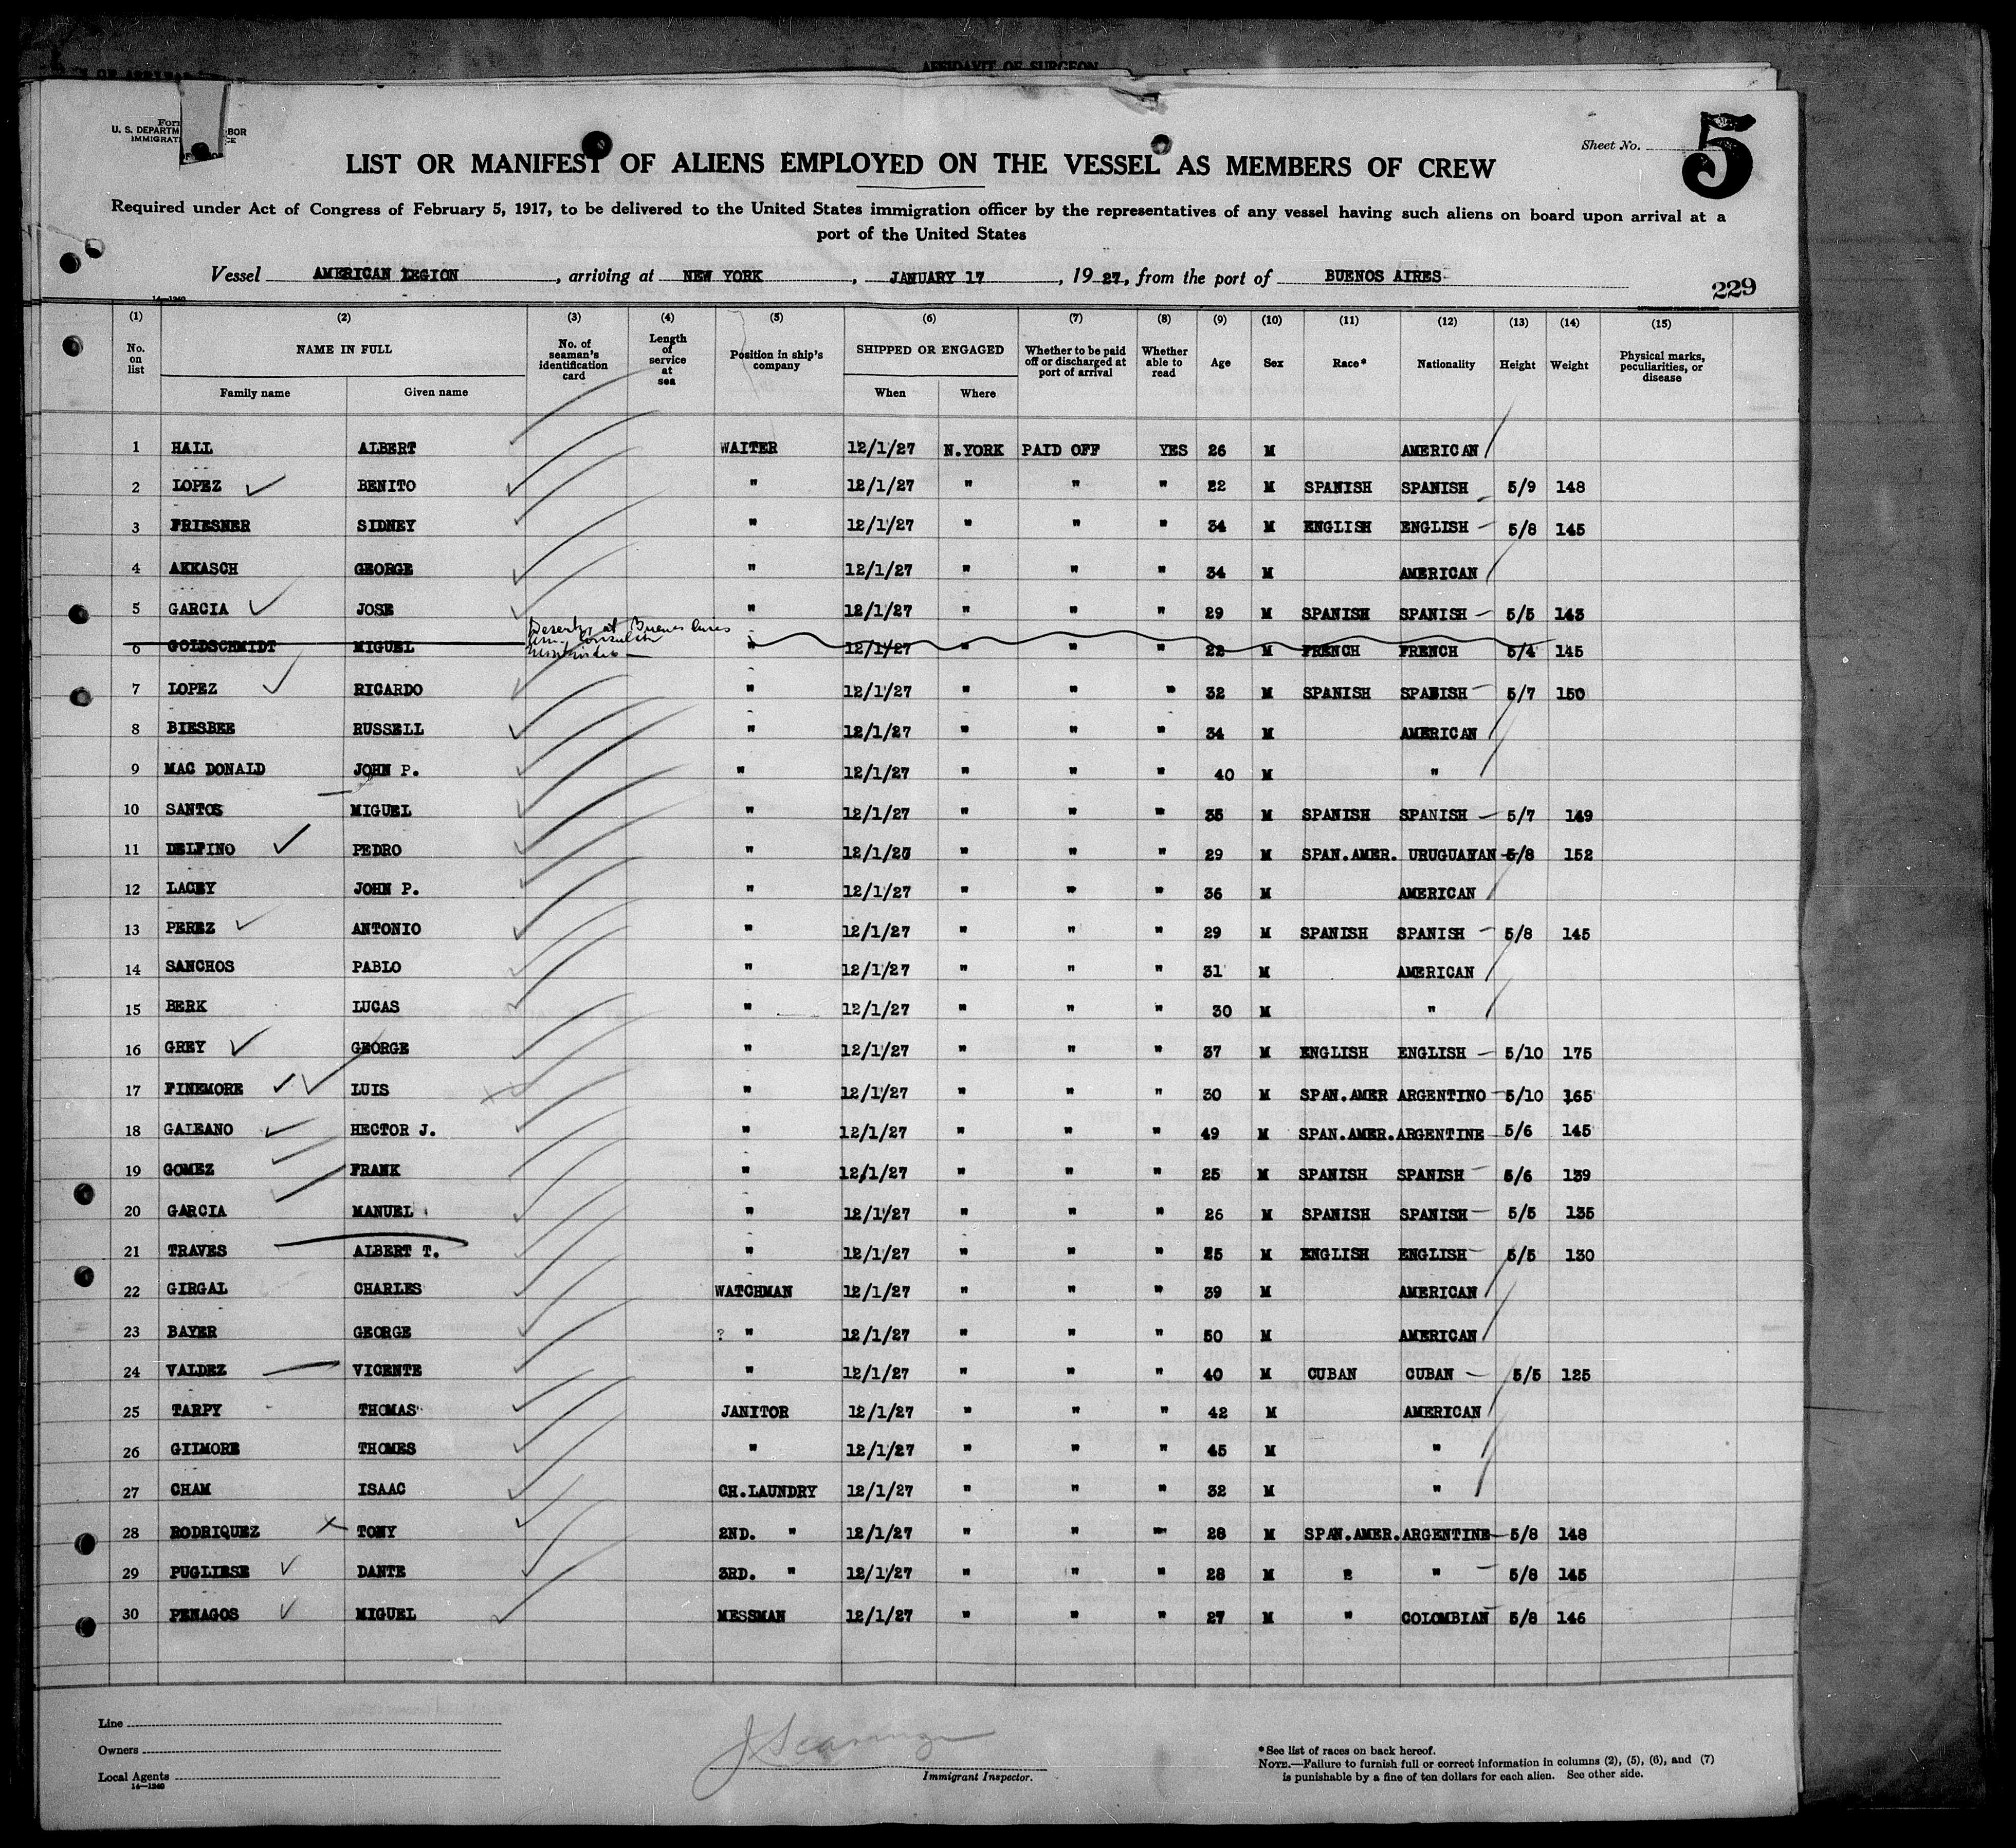 AFFIDAVIT OF SURGEON
U. S. DEPARTM BOR
IMMIGRAT CE
Sheet No. 5
LIST OR MANIFEST OF ALIENS EMPLOYED ON THE VESSEL AS MEMBERS OF CREW
Required under Act of Congress of February 5, 1917, to be delivered to the United States immigration officer by the representatives of any vessel having such aliens on board upon arrival at a
port of the United States
Vessel AMERICAN LEGION, arriving at NEW YORK, JANUARY 17, 1927, from the port of BUENOS AIRES
229
14—1240
(1) (2) (3) (4) (5) (6) (7) (8) (9) (10) (11) (12) (13) (14) (15)
No. on list NAME IN FULL Family name Given name No. of seaman's identification card Length of service at sea Position in ship's company SHIPPED OR ENGAGED When Where Whether to be paid off or discharged at port of arrival Whether able to read Age Sex Race* Nationality Height Weight Physical marks, peculiarities, or disease
1 HALL ALBERT WAITER 12/1/27 N.YORK PAID OFF YES 26 M AMERICAN
2 LOPEZ BENITO " 12/1/27 " " " 22 M SPANISH SPANISH 5/9 148
3 FRIESNER SIDNEY " 12/1/27 " " " 34 M ENGLISH ENGLISH 5/8 145
4 AKKASCH GEORGE " 12/1/27 " " " 34 M AMERICAN
5 GARCIA JOSE " 12/1/27 " " " 29 M SPANISH SPANISH 5/5 143
at Buenos Aires
6 GOLDSCHMIDT MIGUEL " 12/1/27 " " " 22 M FRENCH FRENCH 5/4 145
7 LOPEZ RICARDO " 12/1/27 " " " 32 M SPANISH SPANISH 5/7 150
8 BIESBEE RUSSELL " 12/1/27 " " " 34 M AMERICAN
9 MAC DONALD JOHN P. " 12/1/27 " " " 40 M "
10 SANTOS MIGUEL " 12/1/27 " " " 35 M SPANISH SPANISH 5/7 149
11 DELFINO PEDRO " 12/1/27 " " " 29 M SPAN.AMER. URUGUAYAN 5/8 152
12 LACEY JOHN P. " 12/1/27 " " " 36 M AMERICAN
13 PEREZ ANTONIO " 12/1/27 " " " 29 M SPANISH SPANISH 5/8 145
14 SANCHOS PABLO " 12/1/27 " " " 31 M AMERICAN
15 BERK LUCAS " 12/1/27 " " " 30 M "
16 GREY GEORGE " 12/1/27 " " " 37 M ENGLISH ENGLISH 5/10 175
17 FINEMORE LUIS " 12/1/27 " " " 30 M SPAN.AMER ARGENTINO 5/10 165
18 GALEANO HECTOR J. " 12/1/27 " " " 49 M SPAN.AMER. ARGENTINE 5/6 145
19 GOMEZ FRANK " 12/1/27 " " " 25 M SPANISH SPANISH 5/6 139
20 GARCIA MANUEL " 12/1/27 " " " 26 M SPANISH SPANISH 5/5 135
21 TRAVES ALBERT T. " 12/1/27 " " " 25 M ENGLISH ENGLISH 5/5 130
22 GIRGAL CHARLES WATCHMAN 12/1/27 " " " 39 M AMERICAN
23 BAYER GEORGE ? " 12/1/27 " " " 50 M AMERICAN
24 VALDEZ VICENTE " 12/1/27 " " " 40 M CUBAN CUBAN 5/5 125
25 TARPY THOMAS JANITOR 12/1/27 " " " 42 M AMERICAN
26 GILMORE THOMES " 12/1/27 " " " 45 M "
27 CHAM ISAAC CH.LAUNDRY 12/1/27 " " " 32 M "
28 RODRIQUEZ TONY 2ND. " 12/1/27 " " " 28 M SPAN.AMER. ARGENTINE 5/8 148
29 PUGLIESE DANTE 3RD. " 12/1/27 " " " 28 M " " 5/8 145
30 PENAGOS MIGUEL MESSMAN 12/1/27 " " " 27 M " COLOMBIAN 5/8 146
Line
Owners
Local Agents
14—1240
Immigrant Inspector.
*See list of races on back hereof.
NOTE.—Failure to furnish full or correct information in columns (2), (5), (6), and (7)
is punishable by a fine of ten dollars for each alien. See other side.